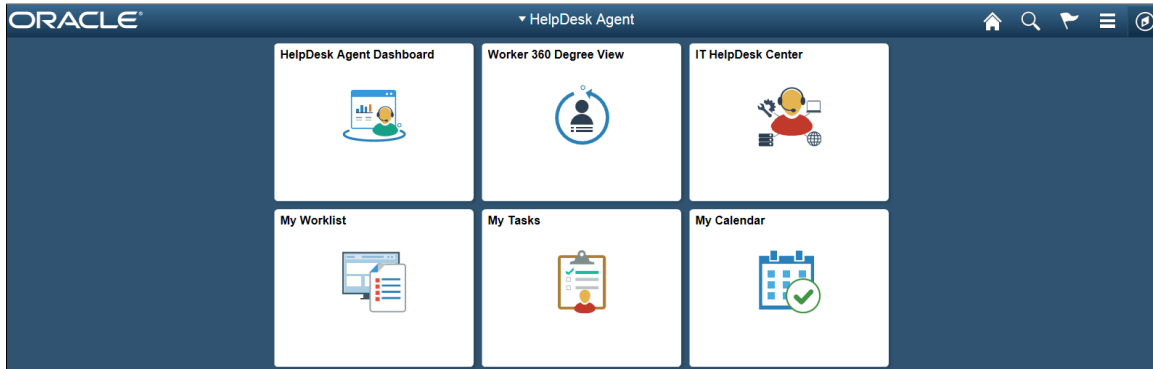 ORACLE®
HelpDesk Agent
HelpDesk Agent Dashboard
Worker 360 Degree View
IT HelpDesk Center
My Worklist
My Tasks
My Calendar